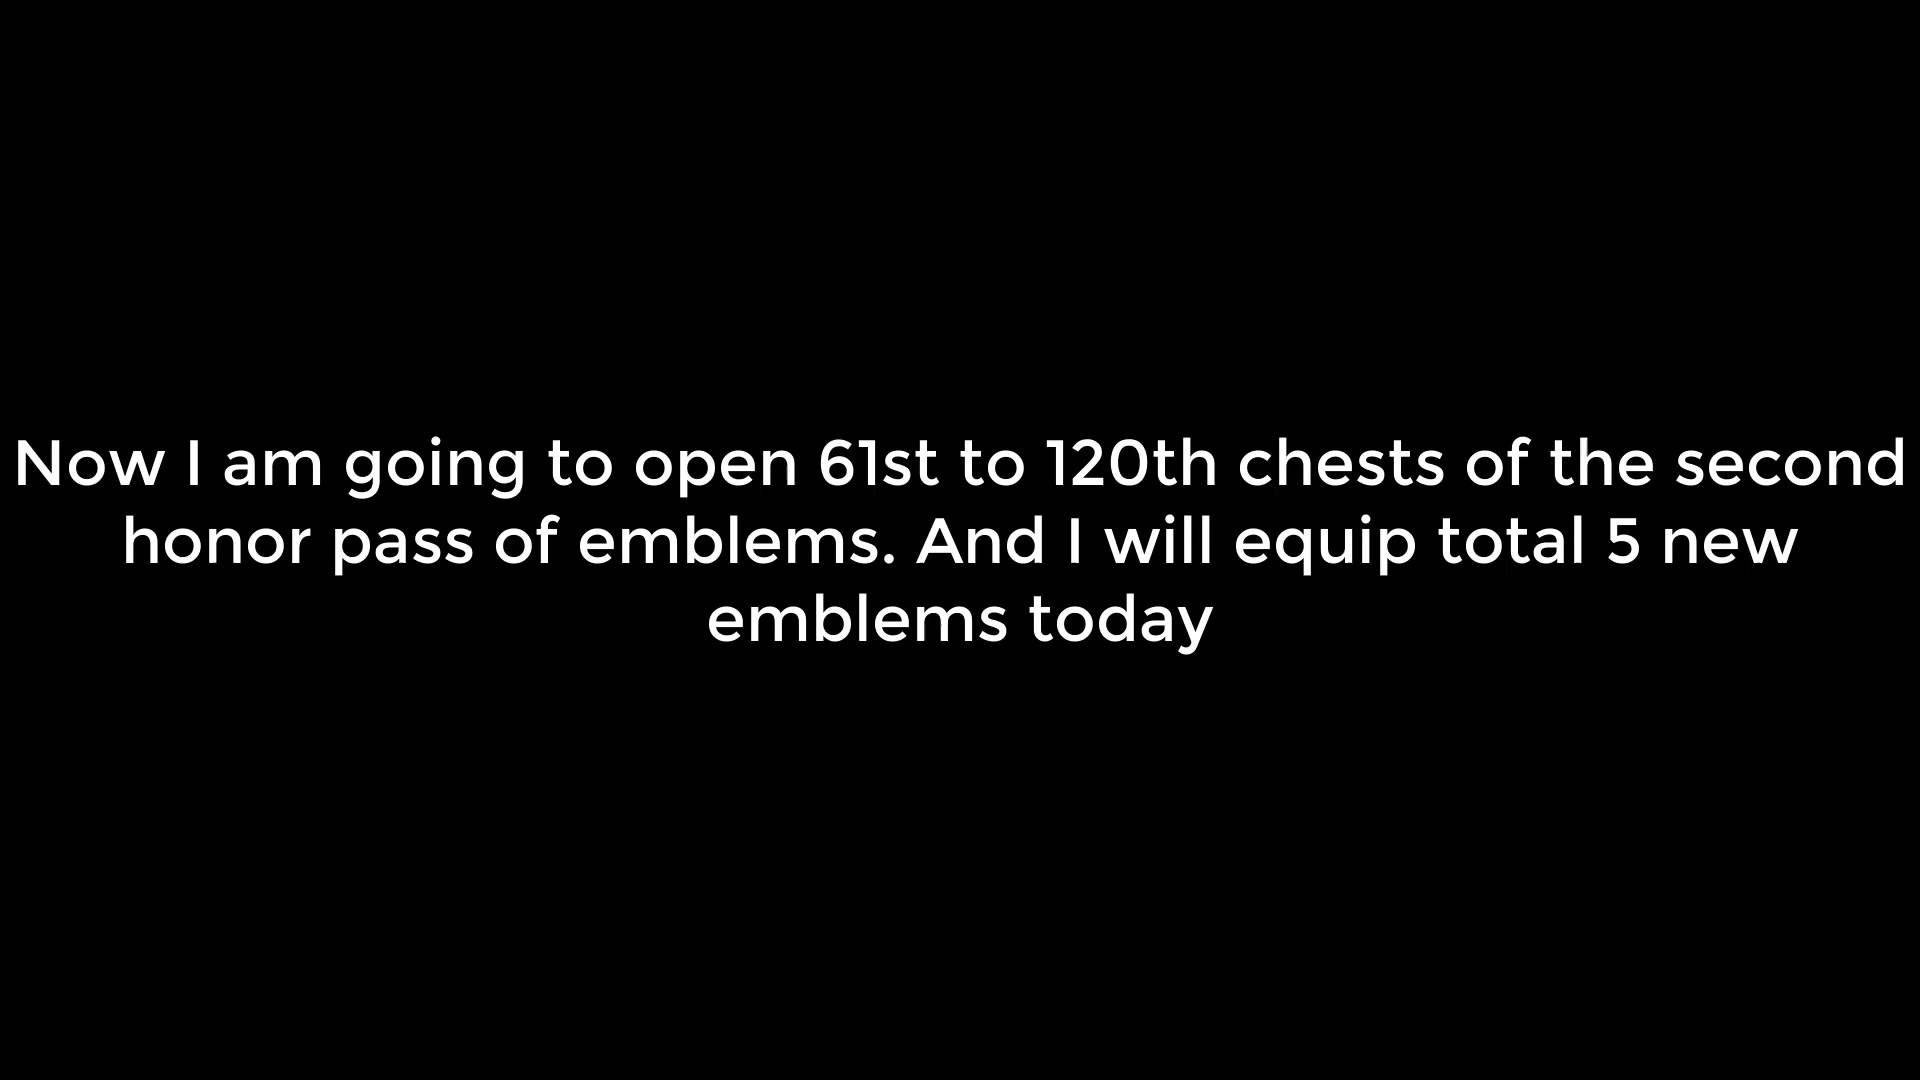 Now I am going to open 61st to 120th chests of the second
honor pass of emblems. And I will equip total 5 new
emblems today